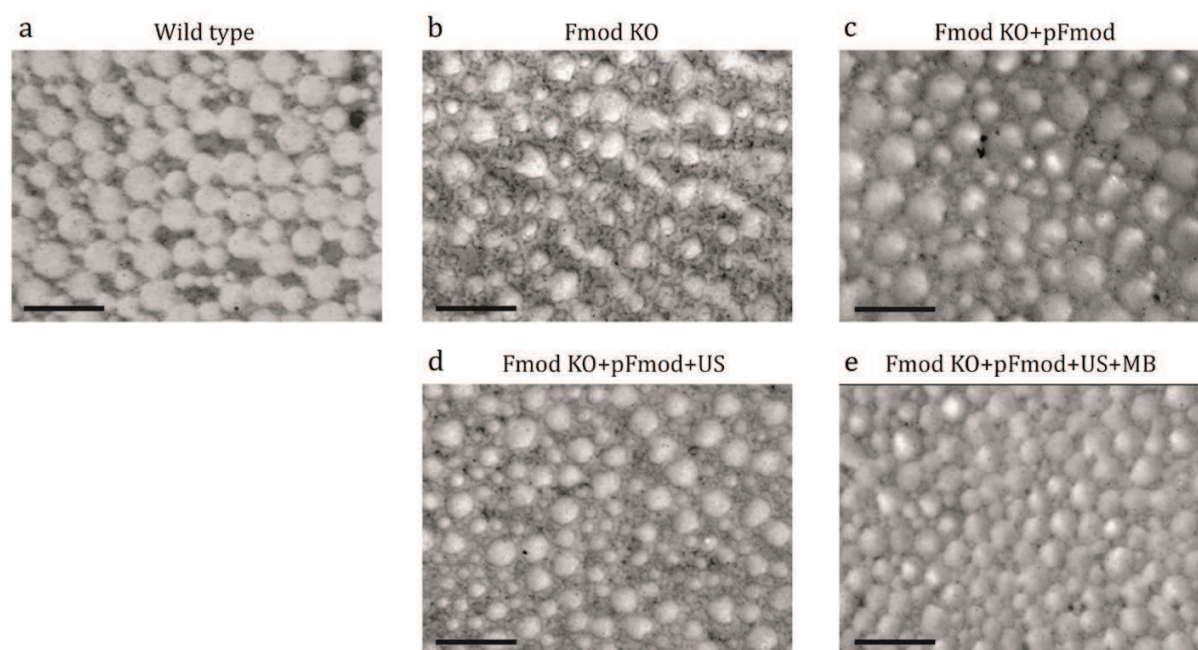 a
Wild type
b
Fmod KO
c
Fmod KO+pFmod
d
Fmod KO+pFmod+US
e
Fmod KO+pFmod+US+MB